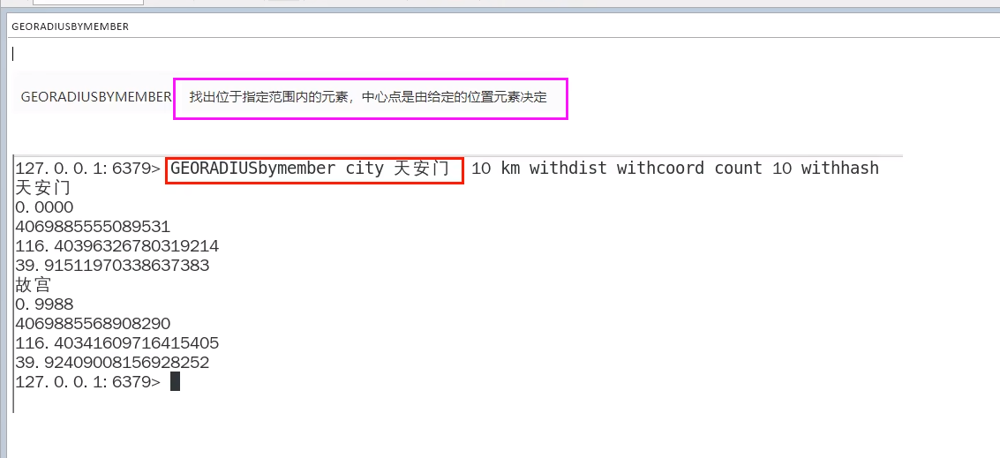 GEORADIUSBYMEMBER
GEORADIUSBYMEMBER 找出位于指定范围内的元素，中心点是由给定的位置元素决定
127.0.0.1:6379> GEORADIUSbymember city 天安门 10 km withdist withcoord count 10 withhash
天安门
0.0000
4069885555089531
116.40396326780319214
39.91511970338637383
故宫
0.9988
4069885568908290
116.40341609716415405
39.92409008156928252
127.0.0.1:6379>